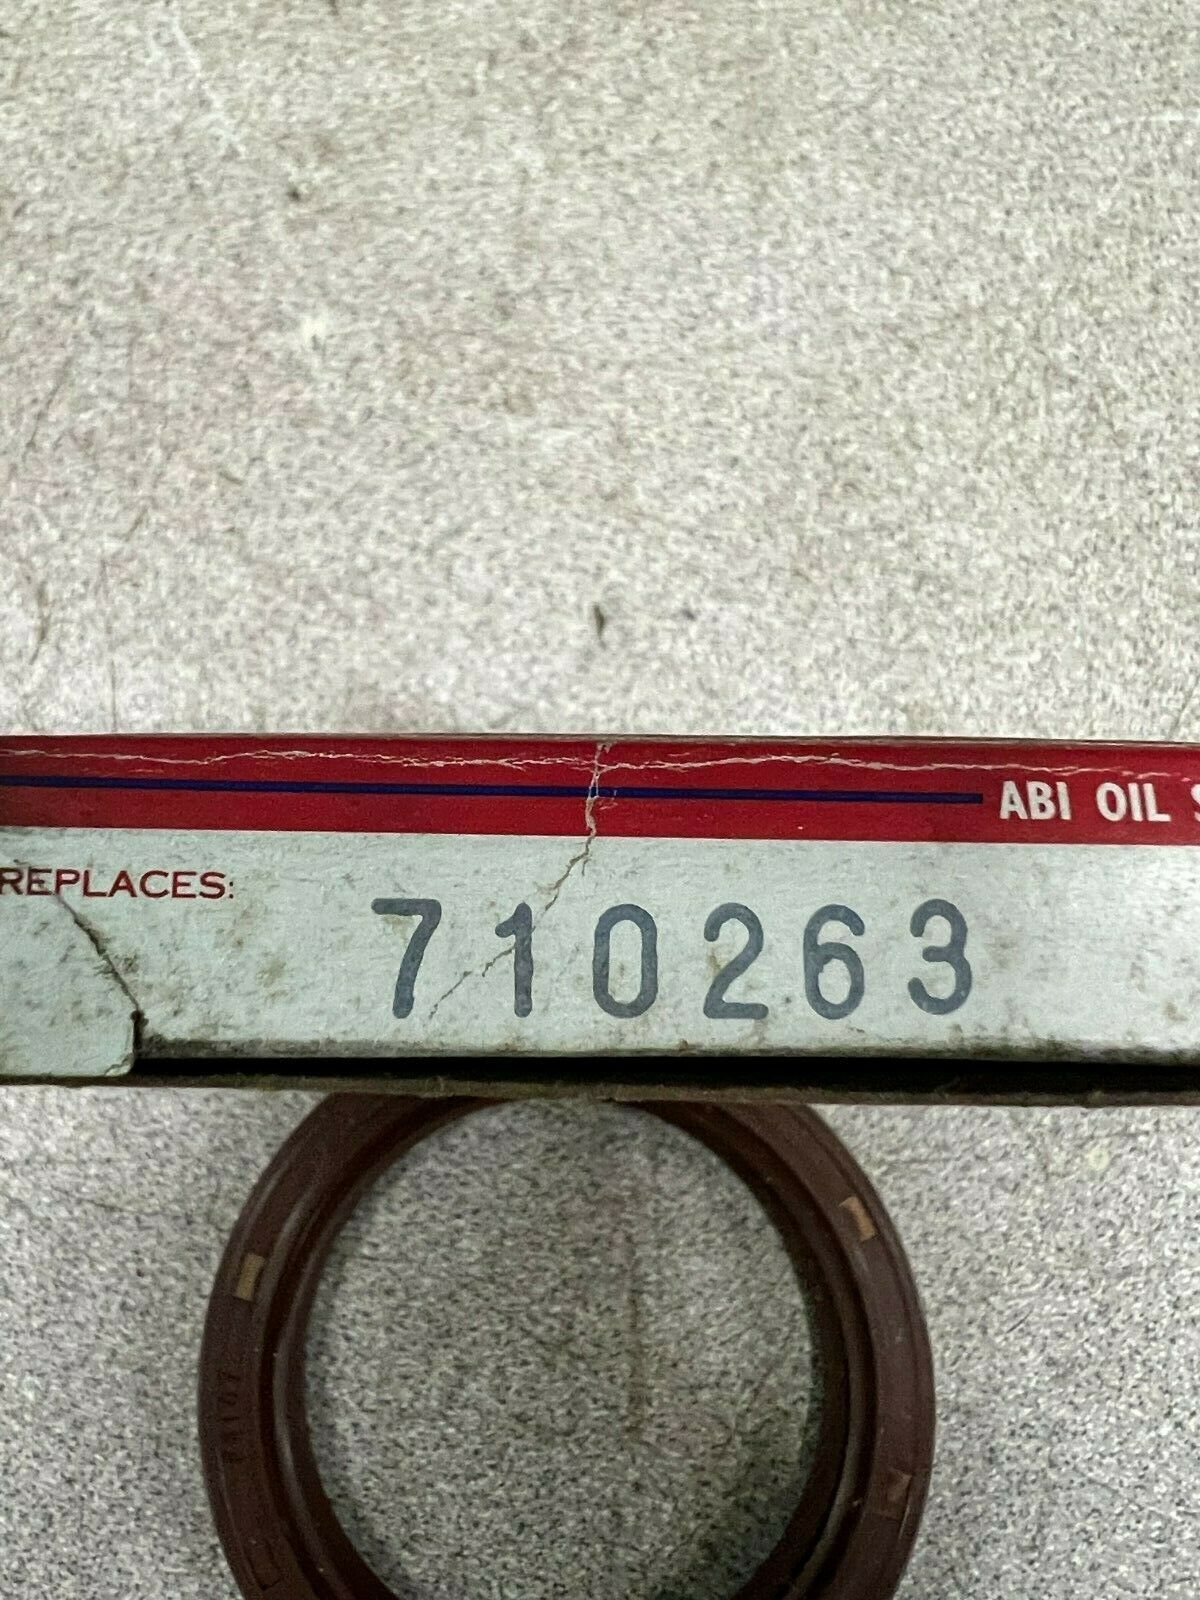 ABI OIL S
REPLACES:
710263